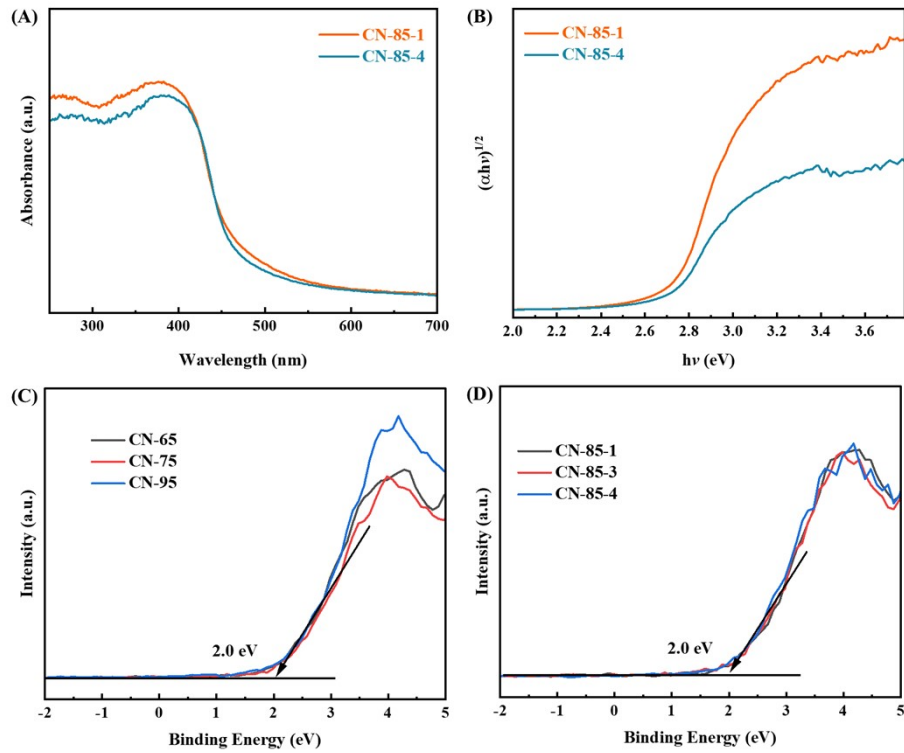 (A)
CN-85-1
CN-85-4
Absorbance (a.u.)
300 400 500 600 700
Wavelength (nm)
(B)
CN-85-1
CN-85-4
(αhν)1/2
2.0 2.2 2.4 2.6 2.8 3.0 3.2 3.4 3.6
hν (eV)
(C)
CN-65
CN-75
CN-95
Intensity (a.u.)
2.0 eV
-2 -1 0 1 2 3 4 5
Binding Energy (eV)
(D)
CN-85-1
CN-85-3
CN-85-4
Intensity (a.u.)
2.0 eV
-2 -1 0 1 2 3 4 5
Binding Energy (eV)